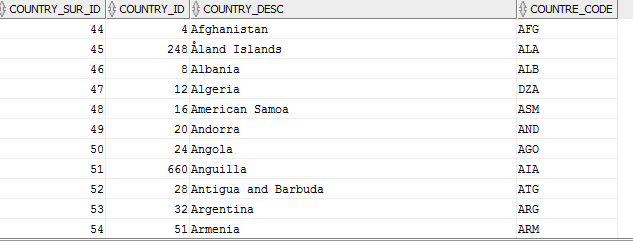 COUNTRY_SUR_ID COUNTRY_ID COUNTRY_DESC COUNTRE_CODE
44 4 Afghanistan AFG
45 248 Åland Islands ALA
46 8 Albania ALB
47 12 Algeria DZA
48 16 American Samoa ASM
49 20 Andorra AND
50 24 Angola AGO
51 660 Anguilla AIA
52 28 Antigua and Barbuda ATG
53 32 Argentina ARG
54 51 Armenia ARM